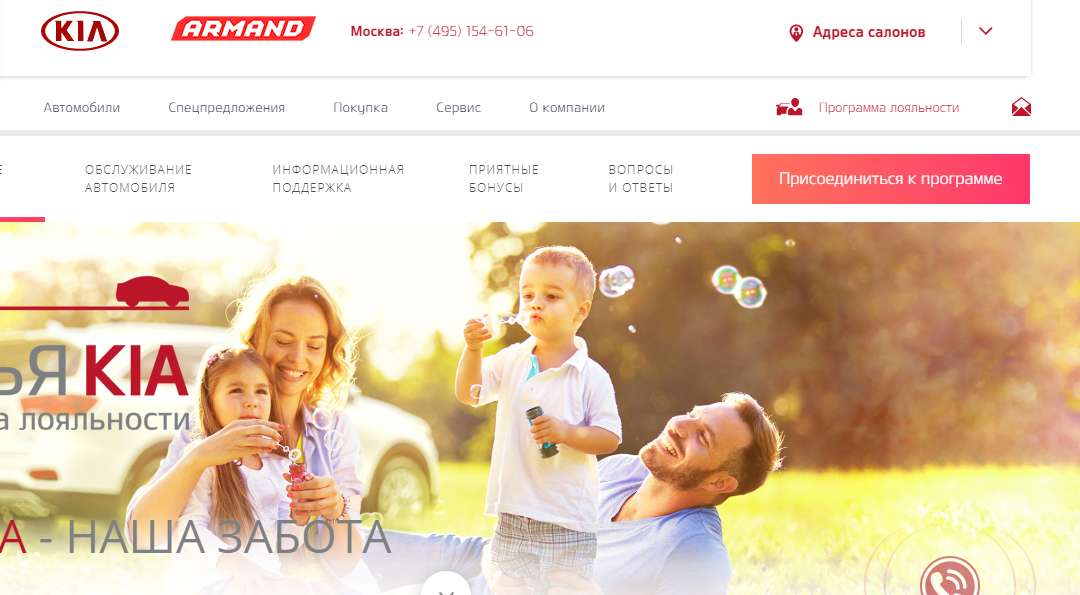 KIA
ARMAND
Москва: +7 (495) 154-61-06
Адреса салонов
Автомобили
Спецпредложения
Покупка
Сервис
О компании
Программа лояльности
ОБСЛУЖИВАНИЕ
АВТОМОБИЛЯ
ИНФОРМАЦИОННАЯ
ПОДДЕРЖКА
ПРИЯТНЫЕ
БОНУСЫ
ВОПРОСЫ
И ОТВЕТЫ
Присоединиться к программе
ЬЯ KIA
а лояльности
А - НАША ЗАБОТА